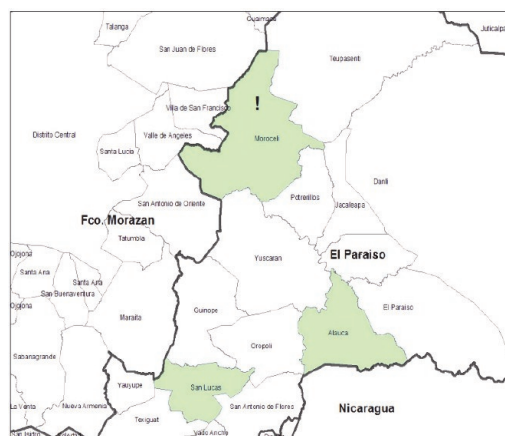 Talanga
Guaimaca
Juticalpa
San Juan de Flores
Teupasenti
Villa de San Francisco
!
Distrito Central
Valle de Angeles
Morocelí
Santa Lucia
Danlí
Potrerillos
Jacaleapa
San Antonio de Oriente
Fco. Morazan
Tatumbla
El Paraiso
Yuscaran
Ojojona
Santa Ana
Santa Ana
San Buenaventura
Ojojona
Guinope
El Paraiso
Maraita
Oropoli
Alauca
Sabanagrande
Yauyupe
San Lucas
La Venta
Nueva Armenia
Texiguat
San Antonio de Flores
Nicaragua
Vado Ancho